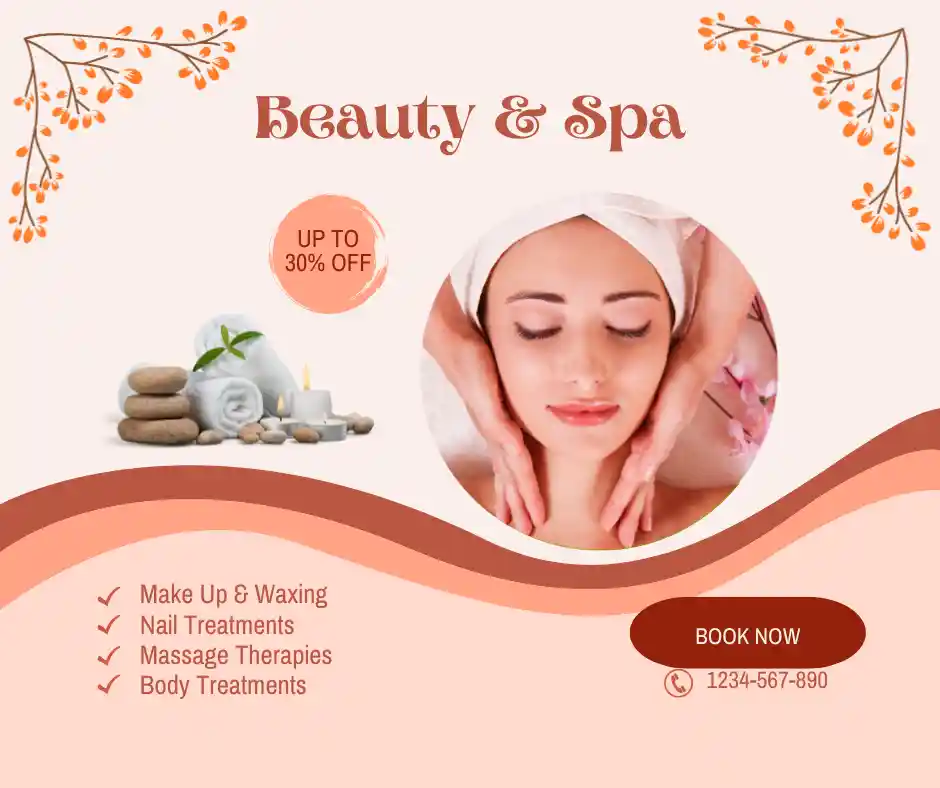 Beauty & Spa
UP TO
30% OFF
Make Up & Waxing
Nail Treatments
Massage Therapies
Body Treatments
BOOK NOW
1234-567-890